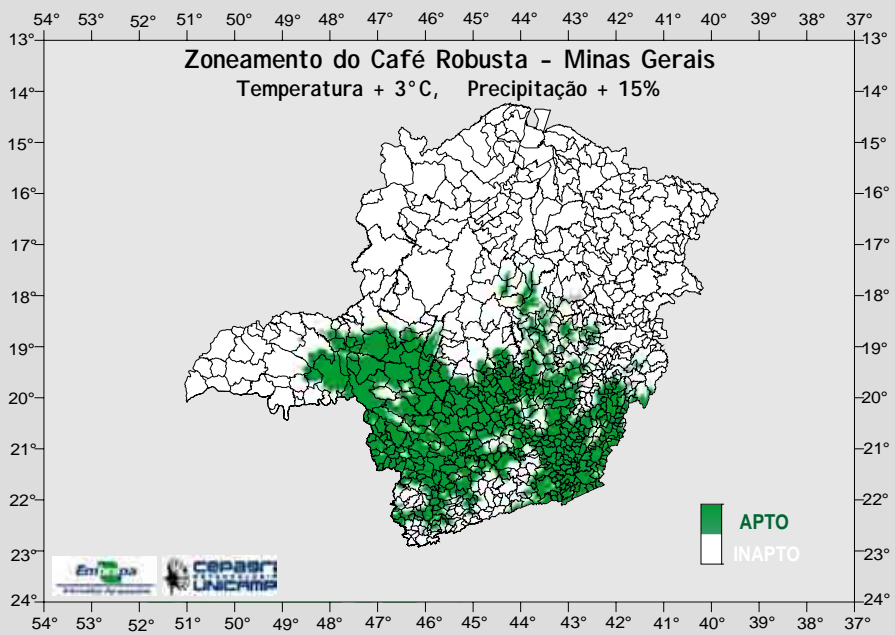 54° 53° 52° 51° 50° 49° 48° 47° 46° 45° 44° 43° 42° 41° 40° 39° 38° 37°
13° 13°
Zoneamento do Café Robusta - Minas Gerais
Temperatura + 3°C, Precipitação + 15%
14° 14°
15° 15°
16° 16°
17° 17°
18° 18°
19° 19°
20° 20°
21° 21°
22° 22°
APTO
INAPTO
23° 23°
Embrapa
cepagri
UNICAMP
24° 24°
54° 53° 52° 51° 50° 49° 48° 47° 46° 45° 44° 43° 42° 41° 40° 39° 38° 37°